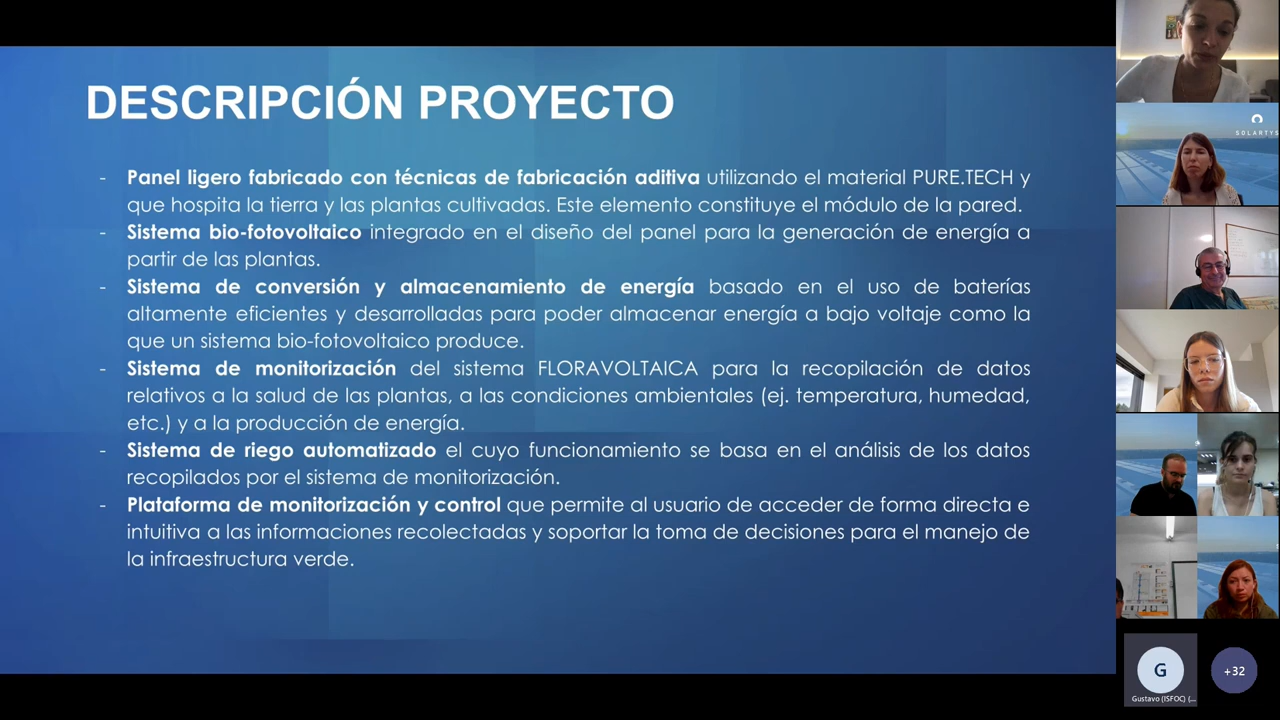 DESCRIPCIÓN PROYECTO
- Panel ligero fabricado con técnicas de fabricación aditiva utilizando el material PURE.TECH y
que hospita la tierra y las plantas cultivadas. Este elemento constituye el módulo de la pared.
- Sistema bio-fotovoltaico integrado en el diseño del panel para la generación de energía a
partir de las plantas.
- Sistema de conversión y almacenamiento de energía basado en el uso de baterías
altamente eficientes y desarrolladas para poder almacenar energía a bajo voltaje como la
que un sistema bio-fotovoltaico produce.
- Sistema de monitorización del sistema FLORAVOLTAICA para la recopilación de datos
relativos a la salud de las plantas, a las condiciones ambientales (ej. temperatura, humedad,
etc.) y a la producción de energía.
- Sistema de riego automatizado el cuyo funcionamiento se basa en el análisis de los datos
recopilados por el sistema de monitorización.
- Plataforma de monitorización y control que permite al usuario de acceder de forma directa e
intuitiva a las informaciones recolectadas y soportar la toma de decisiones para el manejo de
la infraestructura verde.
SOLARTYS
G
+32
Gustavo (ISFOC) (...